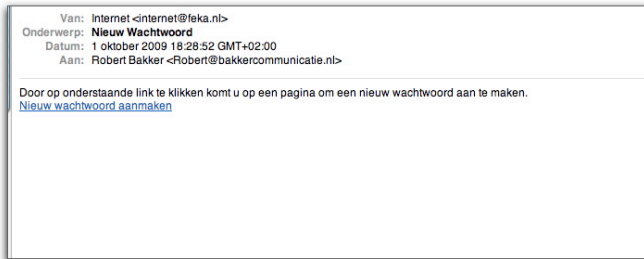 Van: Internet <internet@feka.nl>
Onderwerp: Nieuw Wachtwoord
Datum: 1 oktober 2009 18:28:52 GMT+02:00
Aan: Robert Bakker <Robert@bakkercommunicatie.nl>
Door op onderstaande link te klikken komt u op een pagina om een nieuw wachtwoord aan te maken.
Nieuw wachtwoord aanmaken